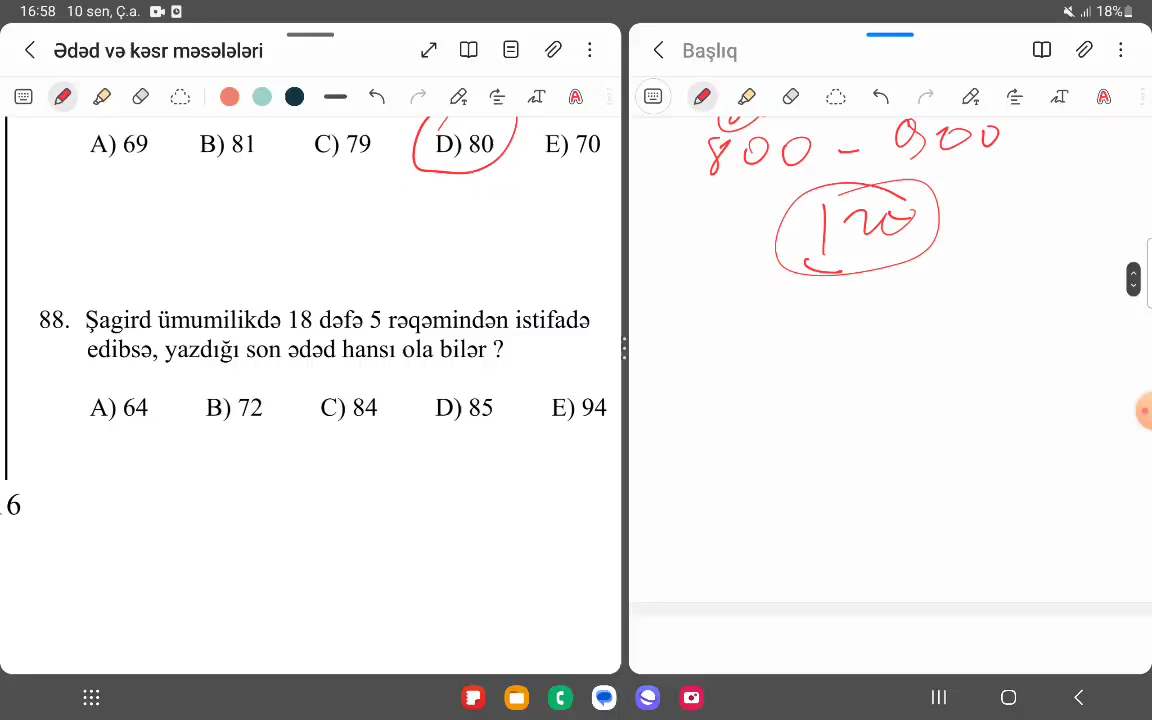 16:58 10 sen, Ç.a. 18%
Ədəd və kəsr məsələləri
A) 69 B) 81 C) 79 D) 80 E) 70
88. Şagird ümumilikdə 18 dəfə 5 rəqəmindən istifadə
edibsə, yazdığı son ədəd hansı ola bilər ?
A) 64 B) 72 C) 84 D) 85 E) 94
6
Başlıq
800 - 900
120